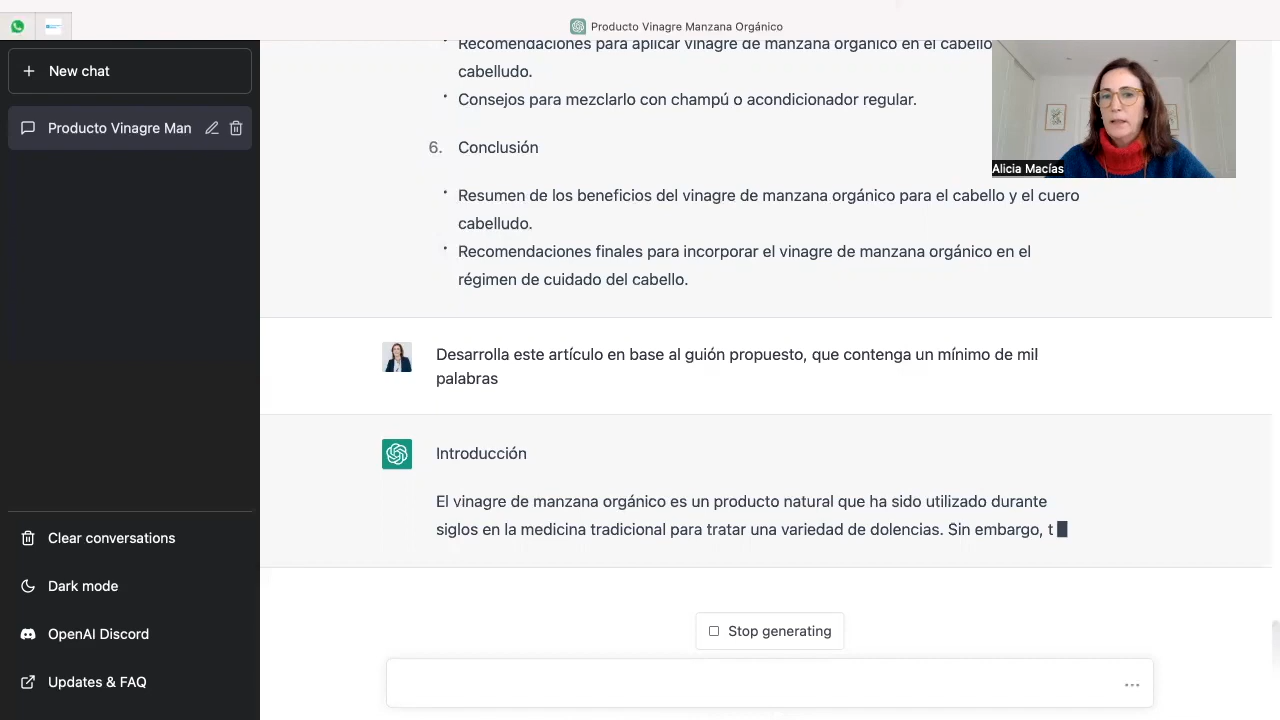 Producto Vinagre Manzana Orgánico
New chat
Producto Vinagre Man
Clear conversations
Dark mode
OpenAI Discord
Updates & FAQ
Recomendaciones para aplicar vinagre de manzana orgánico en el cabello
cabelludo.
Consejos para mezclarlo con champú o acondicionador regular.
6. Conclusión
Resumen de los beneficios del vinagre de manzana orgánico para el cabello y el cuero
cabelludo.
Recomendaciones finales para incorporar el vinagre de manzana orgánico en el
régimen de cuidado del cabello.
Alicia Macías
Desarrolla este artículo en base al guión propuesto, que contenga un mínimo de mil
palabras
Introducción
El vinagre de manzana orgánico es un producto natural que ha sido utilizado durante
siglos en la medicina tradicional para tratar una variedad de dolencias. Sin embargo, t
Stop generating